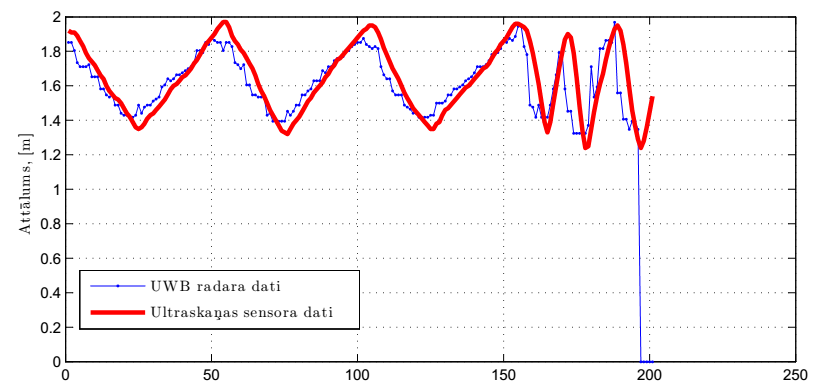 2
1.8
1.6
1.4
1.2
1
0.8
0.6
0.4
0.2
0
Attālums, [m]
UWB radara dati
Ultraskaņas sensora dati
0 50 100 150 200 250